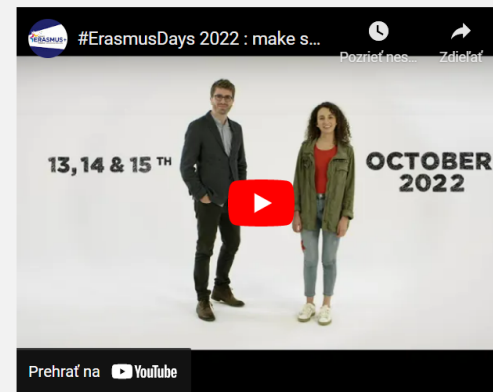 ERASMUS+
#ErasmusDays 2022 : make s...
Pozrieť nes...
Zdieľať
13, 14 & 15 TH
OCTOBER
2022
Prehrať na YouTube